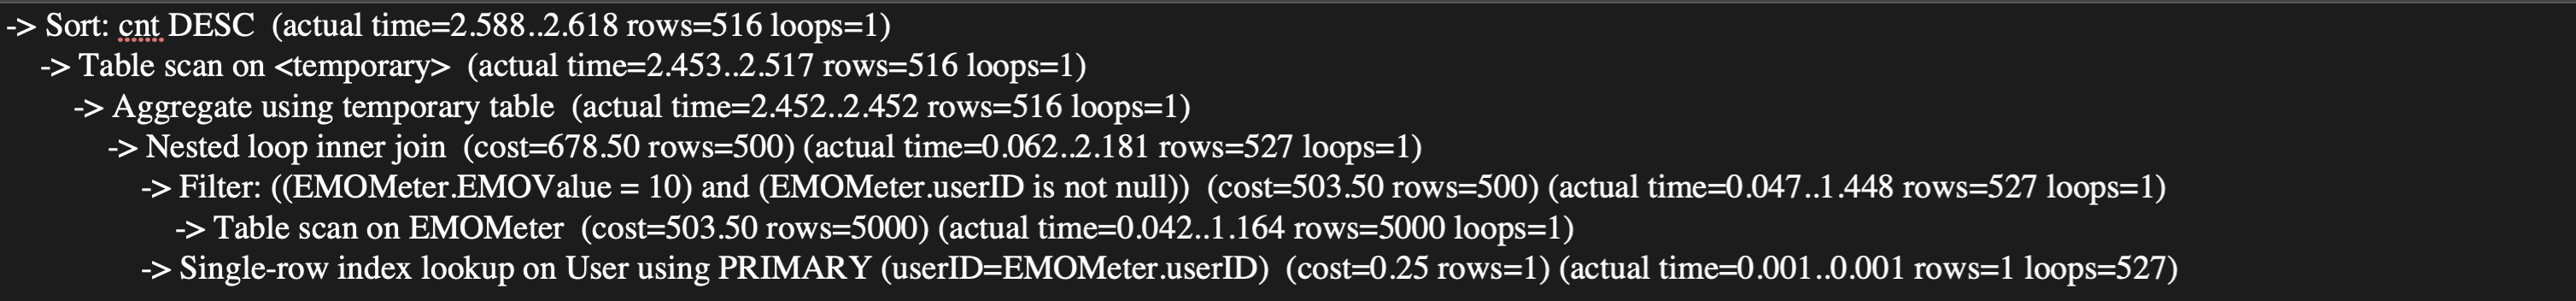 -> Sort: cnt DESC  (actual time=2.588..2.618 rows=516 loops=1)
-> Table scan on <temporary>  (actual time=2.453..2.517 rows=516 loops=1)
-> Aggregate using temporary table  (actual time=2.452..2.452 rows=516 loops=1)
-> Nested loop inner join  (cost=678.50 rows=500) (actual time=0.062..2.181 rows=527 loops=1)
-> Filter: ((EMOMeter.EMOValue = 10) and (EMOMeter.userID is not null))  (cost=503.50 rows=500) (actual time=0.047..1.448 rows=527 loops=1)
-> Table scan on EMOMeter  (cost=503.50 rows=5000) (actual time=0.042..1.164 rows=5000 loops=1)
-> Single-row index lookup on User using PRIMARY (userID=EMOMeter.userID)  (cost=0.25 rows=1) (actual time=0.001..0.001 rows=1 loops=527)